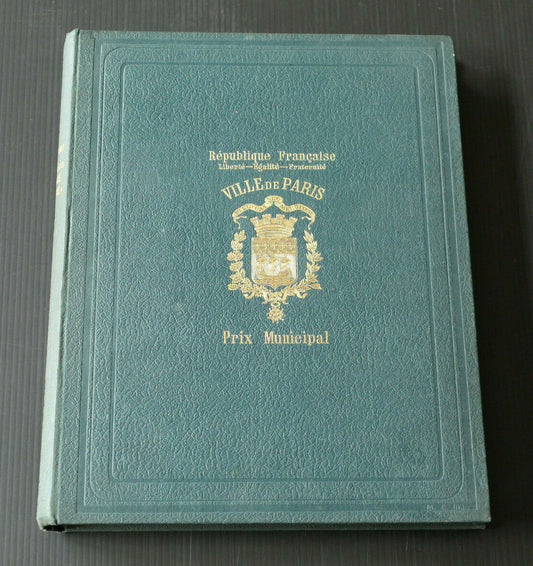 République Française
Liberté—Égalité—Fraternité
VILLE DE PARIS
Prix Municipal